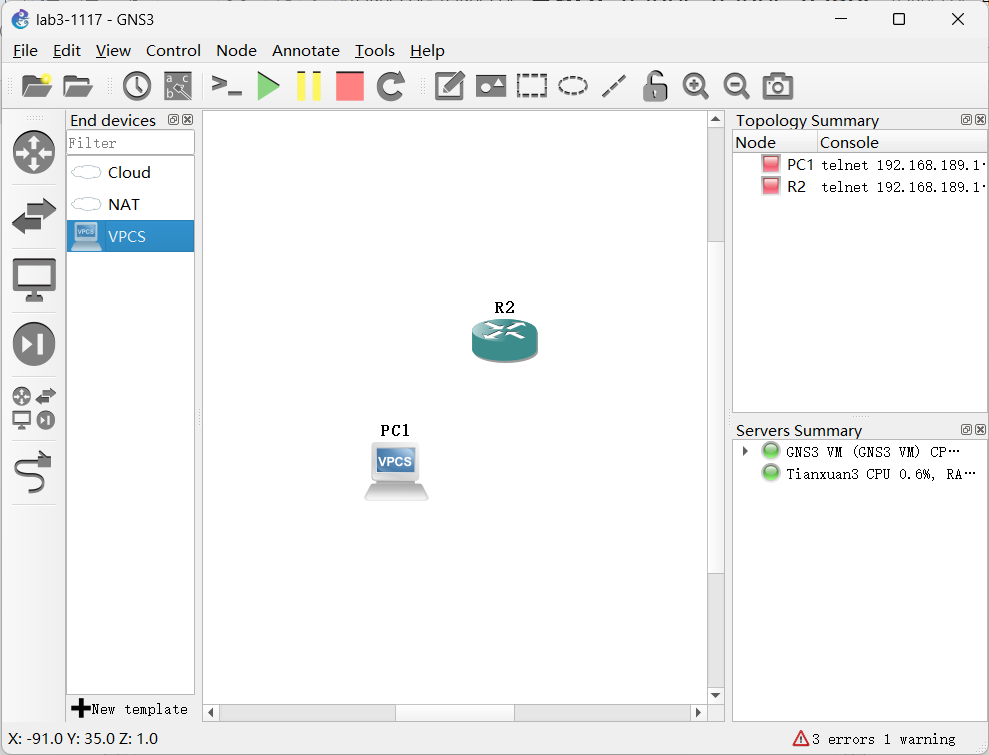 lab3-1117 - GNS3
File Edit View Control Node Annotate Tools Help
End devices
Filter
Cloud
NAT
VPCS
VPCS
New template
R2
PC1
VPCS
Topology Summary
Node Console
PC1 telnet 192.168.189.1·
R2 telnet 192.168.189.1·
Servers Summary
GNS3 VM (GNS3 VM) CP···
Tianxuan3 CPU 0.6%, RA···
X: -91.0 Y: 35.0 Z: 1.0
3 errors 1 warning